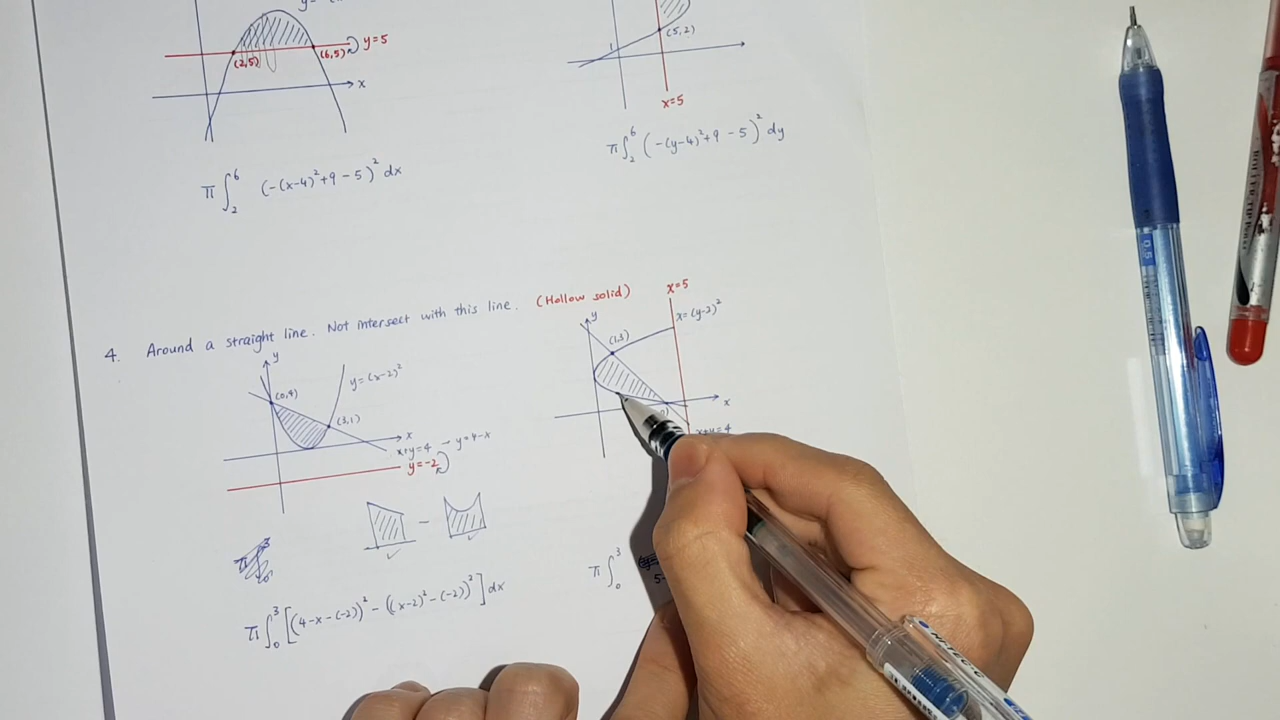 y=5
(2,5)
(6,5)
x
π∫₂⁶ (-(x-4)²+9-5)² dx
1
(5,2)
x=5
π∫₂⁶ (-(y-4)²+9-5)² dy
4. Around a straight line. Not intersect with this line. (Hollow solid)
y
(0,4)
y=(x-2)²
(3,1)
x
x+y=4 → y=4-x
y=-2
π∫₀³ [(4-x-(-2))² - ((x-2)²-(-2))²] dx
x=5
y
x=(y-2)²
(1,3)
x
x+y=4
π∫₀³